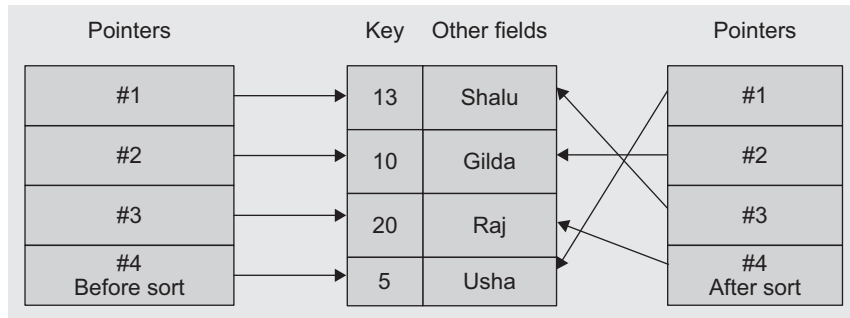 Pointers Key Other fields Pointers
#1 13 Shalu #1
#2 10 Gilda #2
#3 20 Raj #3
#4 5 Usha #4
Before sort After sort